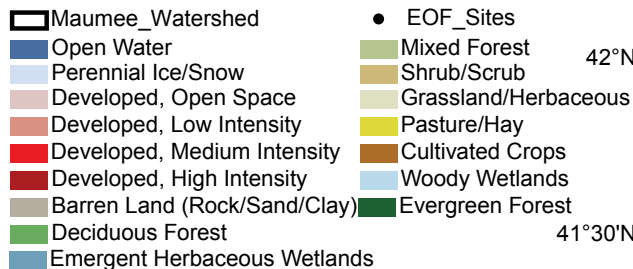 Maumee_Watershed
Open Water
Perennial Ice/Snow
Developed, Open Space
Developed, Low Intensity
Developed, Medium Intensity
Developed, High Intensity
Barren Land (Rock/Sand/Clay)
Deciduous Forest
Emergent Herbaceous Wetlands
EOF_Sites
Mixed Forest
Shrub/Scrub
Grassland/Herbaceous
Pasture/Hay
Cultivated Crops
Woody Wetlands
Evergreen Forest
42°N
41°30'N